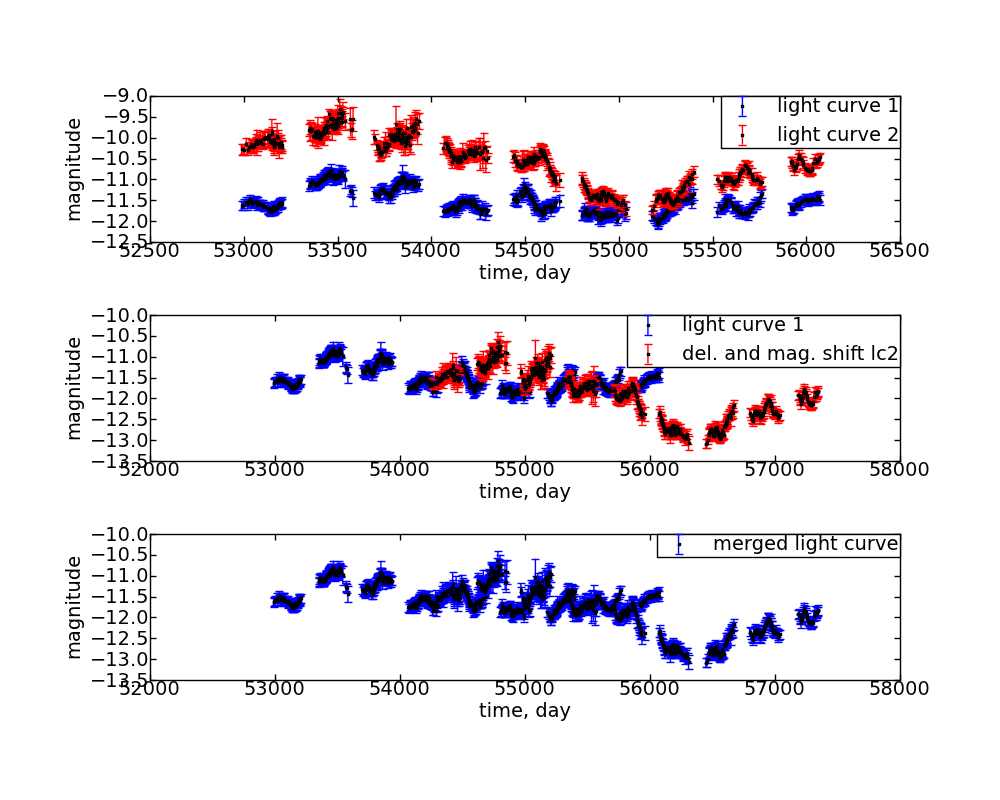 −9.0
−9.5
−10.0
−10.5
−11.0
−11.5
−12.0
−12.5
magnitude
light curve 1
light curve 2
52500 53000 53500 54000 54500 55000 55500 56000 56500
time, day
−10.0
−10.5
−11.0
−11.5
−12.0
−12.5
−13.0
−13.5
magnitude
light curve 1
del. and mag. shift lc2
52000 53000 54000 55000 56000 57000 58000
time, day
−10.0
−10.5
−11.0
−11.5
−12.0
−12.5
−13.0
−13.5
magnitude
merged light curve
52000 53000 54000 55000 56000 57000 58000
time, day